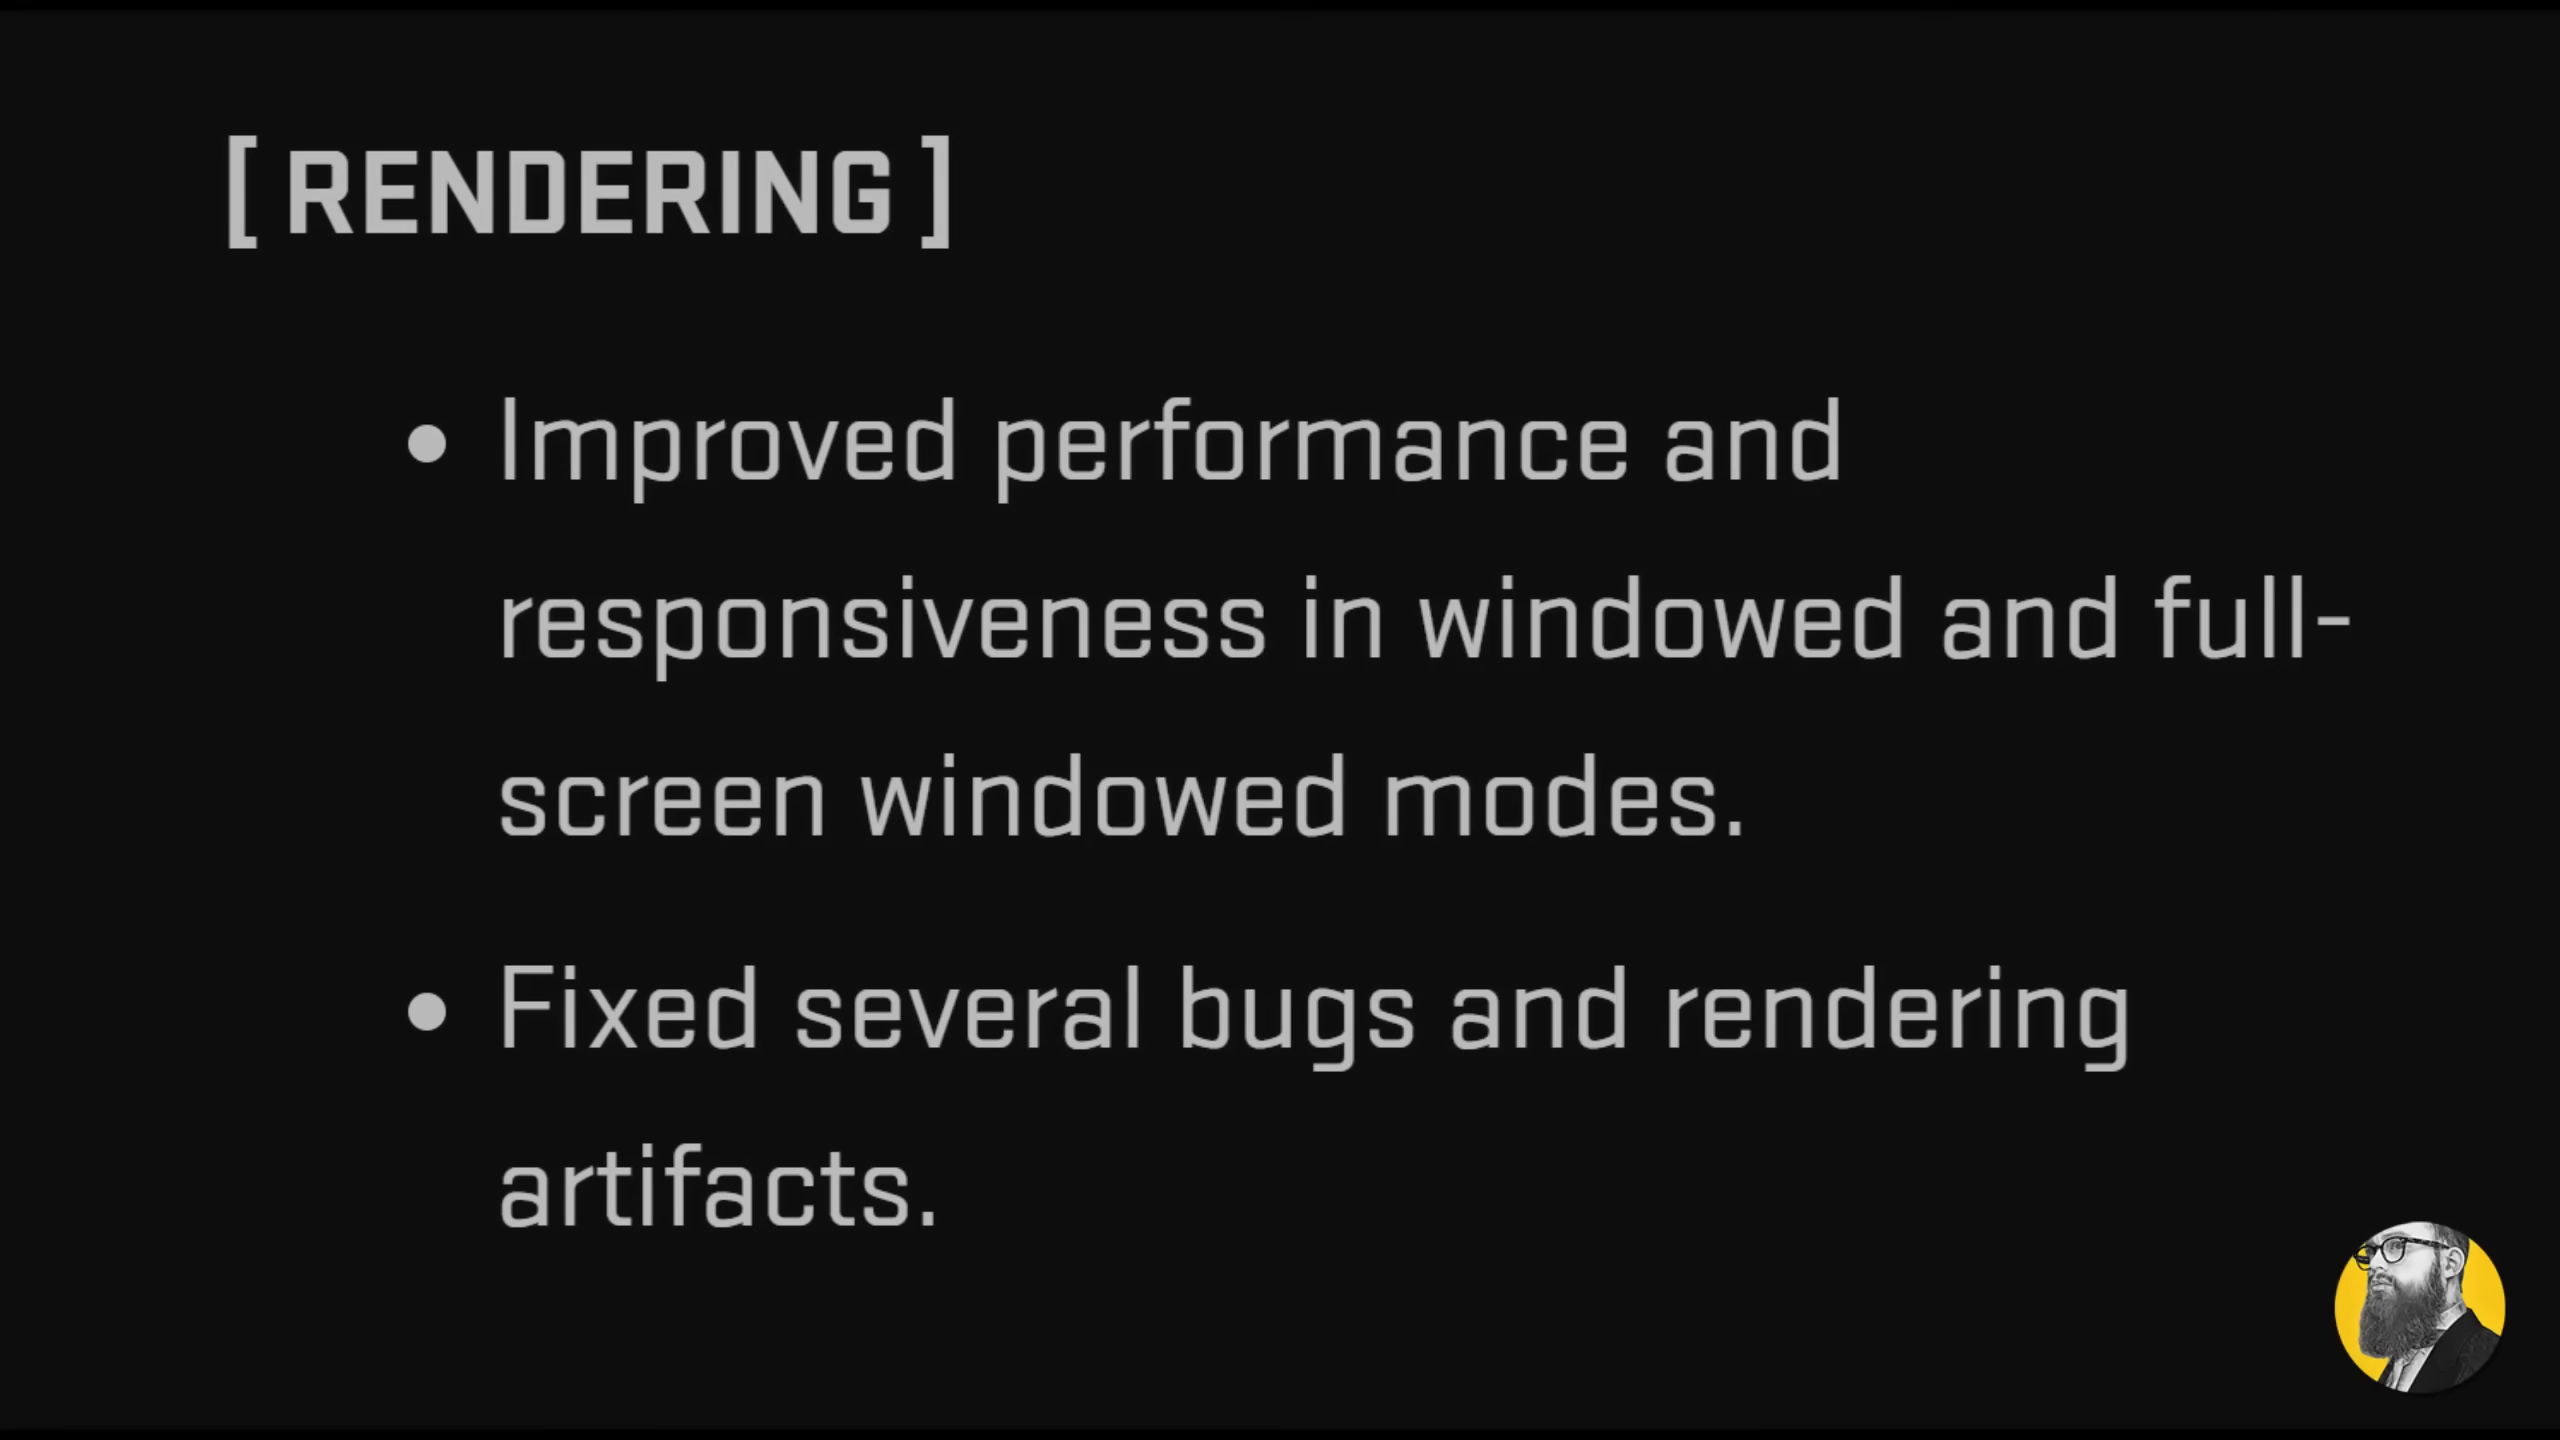 [ RENDERING ]
• Improved performance and
responsiveness in windowed and full-
screen windowed modes.
• Fixed several bugs and rendering
artifacts.